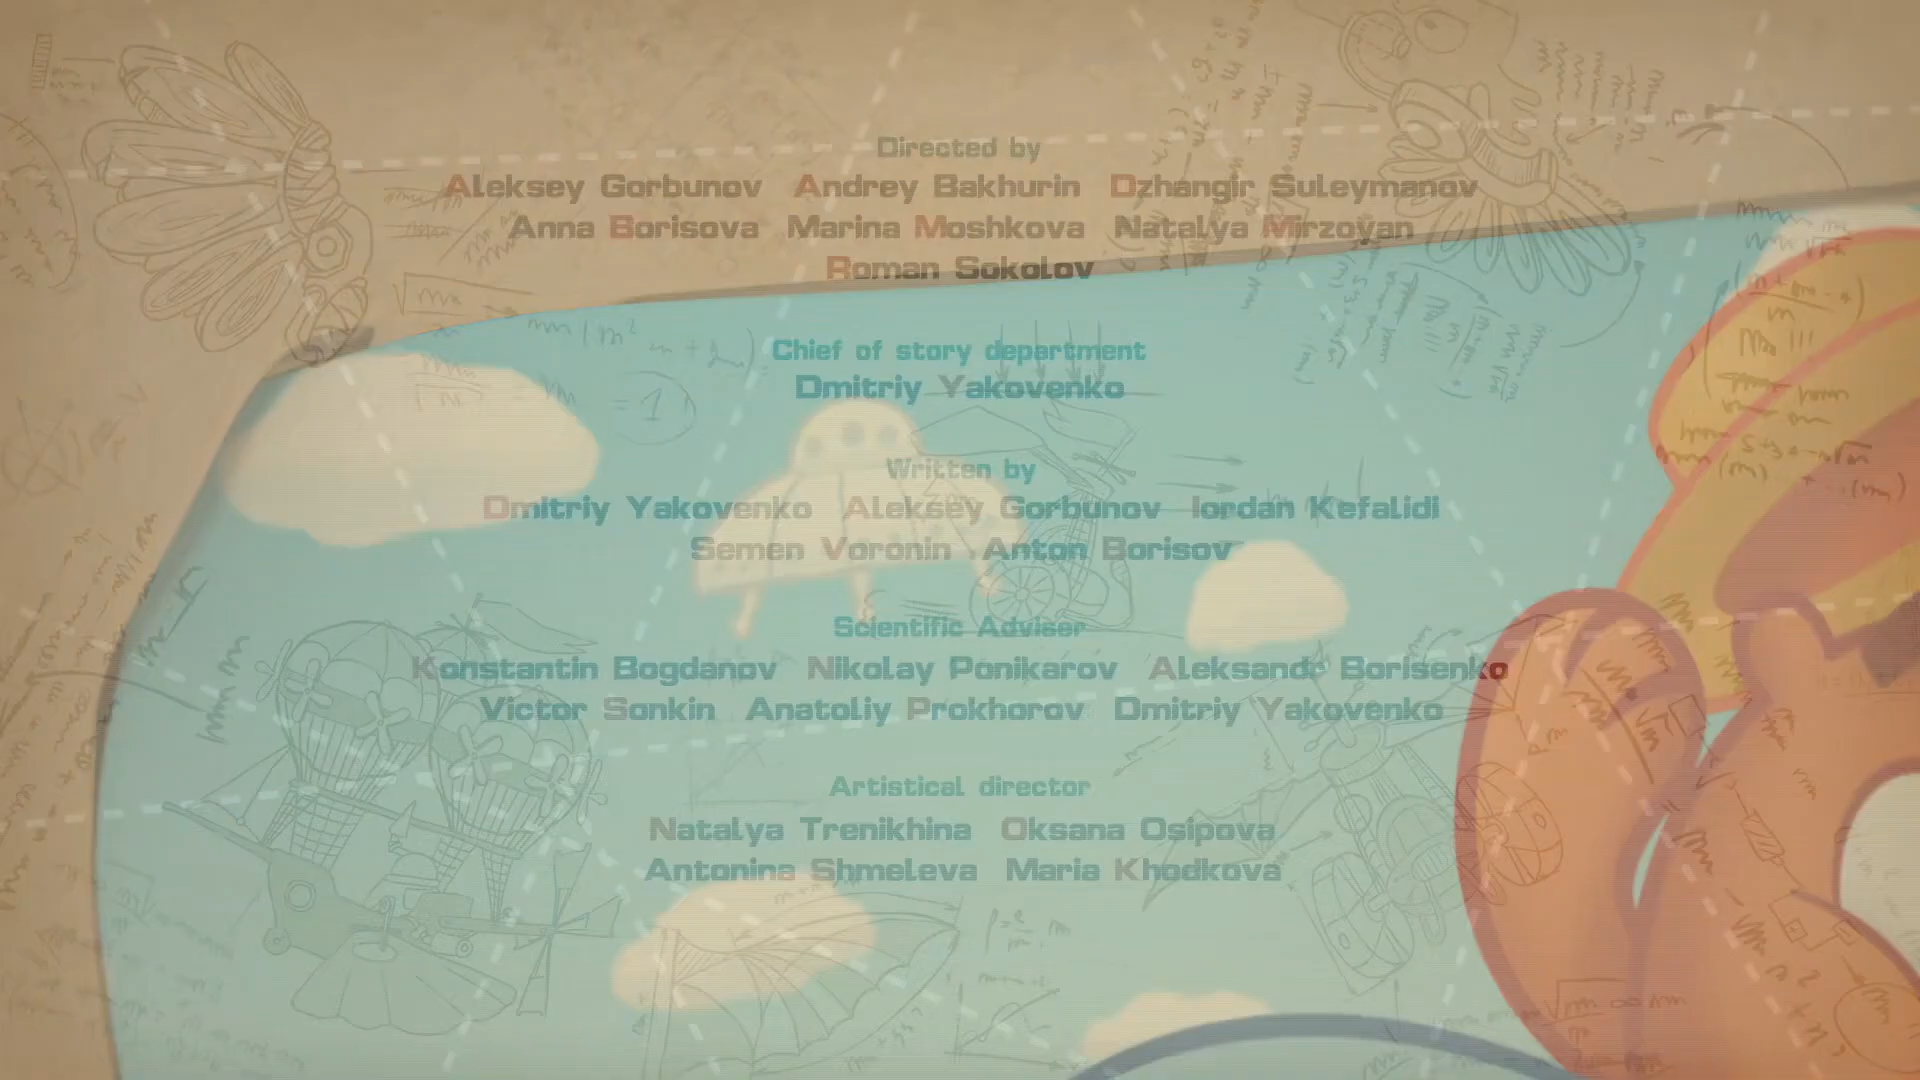 Directed by
Aleksey Gorbunov Andrey Bakhurin Dzhangir Suleymanov
Anna Borisova Marina Moshkova Natalya Mirzoyan
Roman Sokolov
Chief of story department
Dmitriy Yakovenko
Written by
Dmitriy Yakovenko Aleksey Gorbunov Iordan Kefalidi
Semen Voronin Anton Borisov
Scientific Adviser
Konstantin Bogdanov Nikolay Ponikarov Aleksandr Borisenko
Victor Sonkin Anatoliy Prokhorov Dmitriy Yakovenko
Artistical director
Natalya Trenikhina Oksana Osipova
Antonina Shmeleva Maria Khodkova